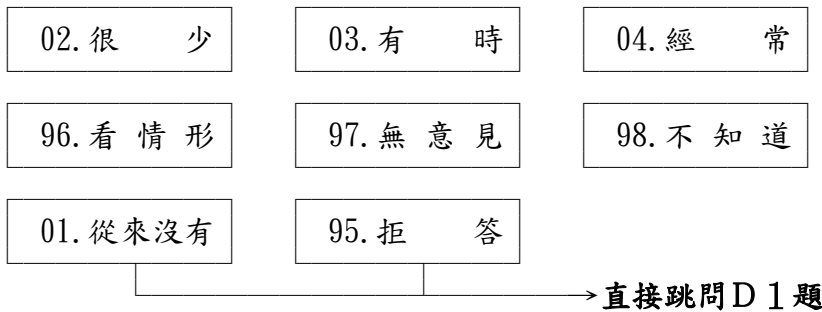 02.很　　少　03.有　　時　04.經　　常
96.看 情 形　97.無 意 見　98.不 知 道
01.從來沒有　95.拒　　答
直接跳問Ｄ１題